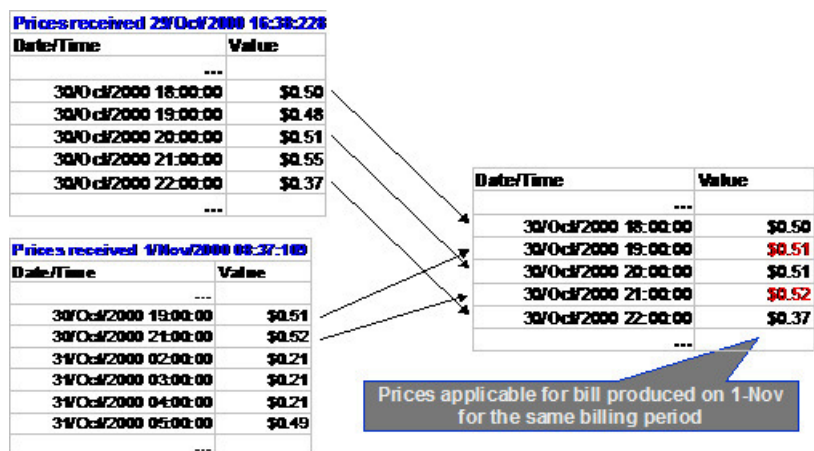 Prices received 29/Oct/2000 16:38:228
Date/Time Value
...
30/Oct/2000 18:00:00 $0.50
30/Oct/2000 19:00:00 $0.48
30/Oct/2000 20:00:00 $0.51
30/Oct/2000 21:00:00 $0.55
30/Oct/2000 22:00:00 $0.37
...
Prices received 1/Nov/2000 08:37:109
Date/Time Value
...
30/Oct/2000 19:00:00 $0.51
30/Oct/2000 21:00:00 $0.52
31/Oct/2000 02:00:00 $0.21
31/Oct/2000 03:00:00 $0.21
31/Oct/2000 04:00:00 $0.21
31/Oct/2000 05:00:00 $0.49
...
Date/Time Value
...
30/Oct/2000 18:00:00 $0.50
30/Oct/2000 19:00:00 $0.51
30/Oct/2000 20:00:00 $0.51
30/Oct/2000 21:00:00 $0.52
30/Oct/2000 22:00:00 $0.37
...
Prices applicable for bill produced on 1-Nov
for the same billing period